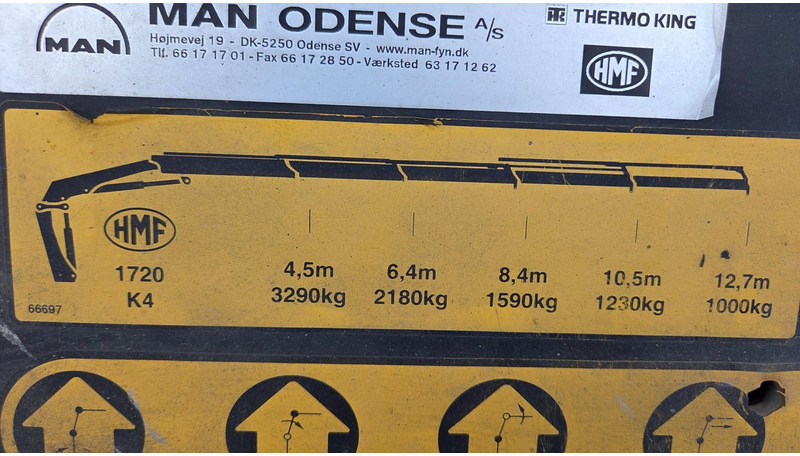 MAN ODENSE A/S
MAN
Højmevej 19 - DK-5250 Odense SV - www.man-fyn.dk
Tlf. 66 17 17 01 - Fax 66 17 28 50 - Værksted 63 17 12 62
THERMO KING
HMF
HMF
1720
K4
66697
4,5m 6,4m 8,4m 10,5m 12,7m
3290kg 2180kg 1590kg 1230kg 1000kg